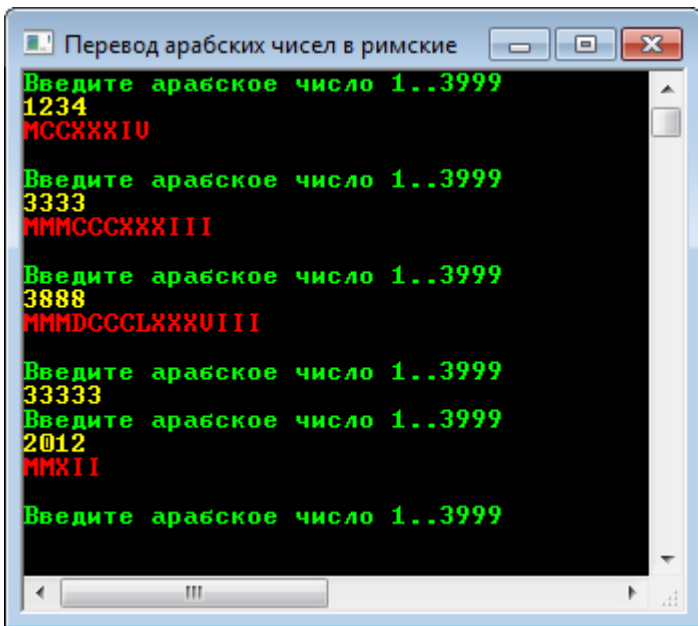 Перевод арабских чисел в римские
Введите арабское число 1..3999
1234
MCCXXXIV
Введите арабское число 1..3999
3333
MMMCCCXXXIII
Введите арабское число 1..3999
3888
MMMDCCCLXXXVIII
Введите арабское число 1..3999
33333
Введите арабское число 1..3999
2012
MMXII
Введите арабское число 1..3999